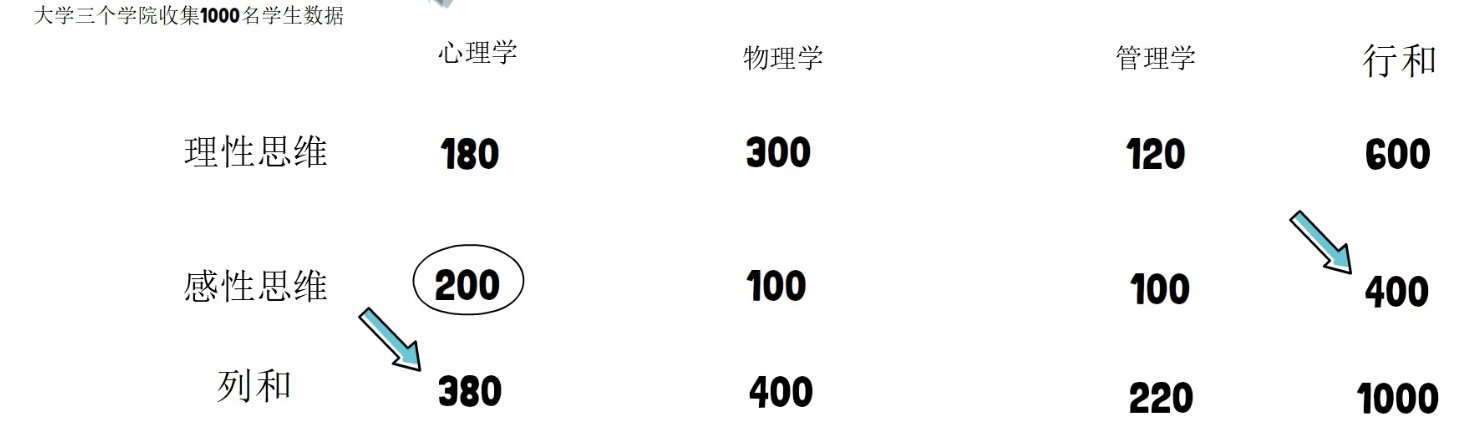 大学三个学院收集1000名学生数据
心理学 物理学 管理学 行和
理性思维 180 300 120 600
感性思维 200 100 100 400
列和 380 400 220 1000